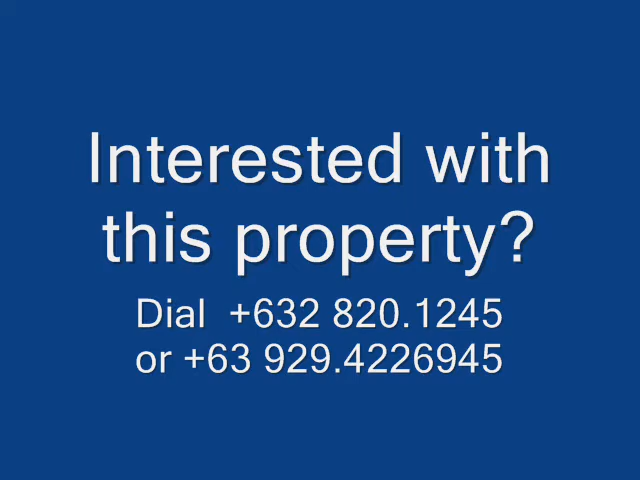 Interested with
this property?
Dial  +632 820.1245
or +63 929.4226945